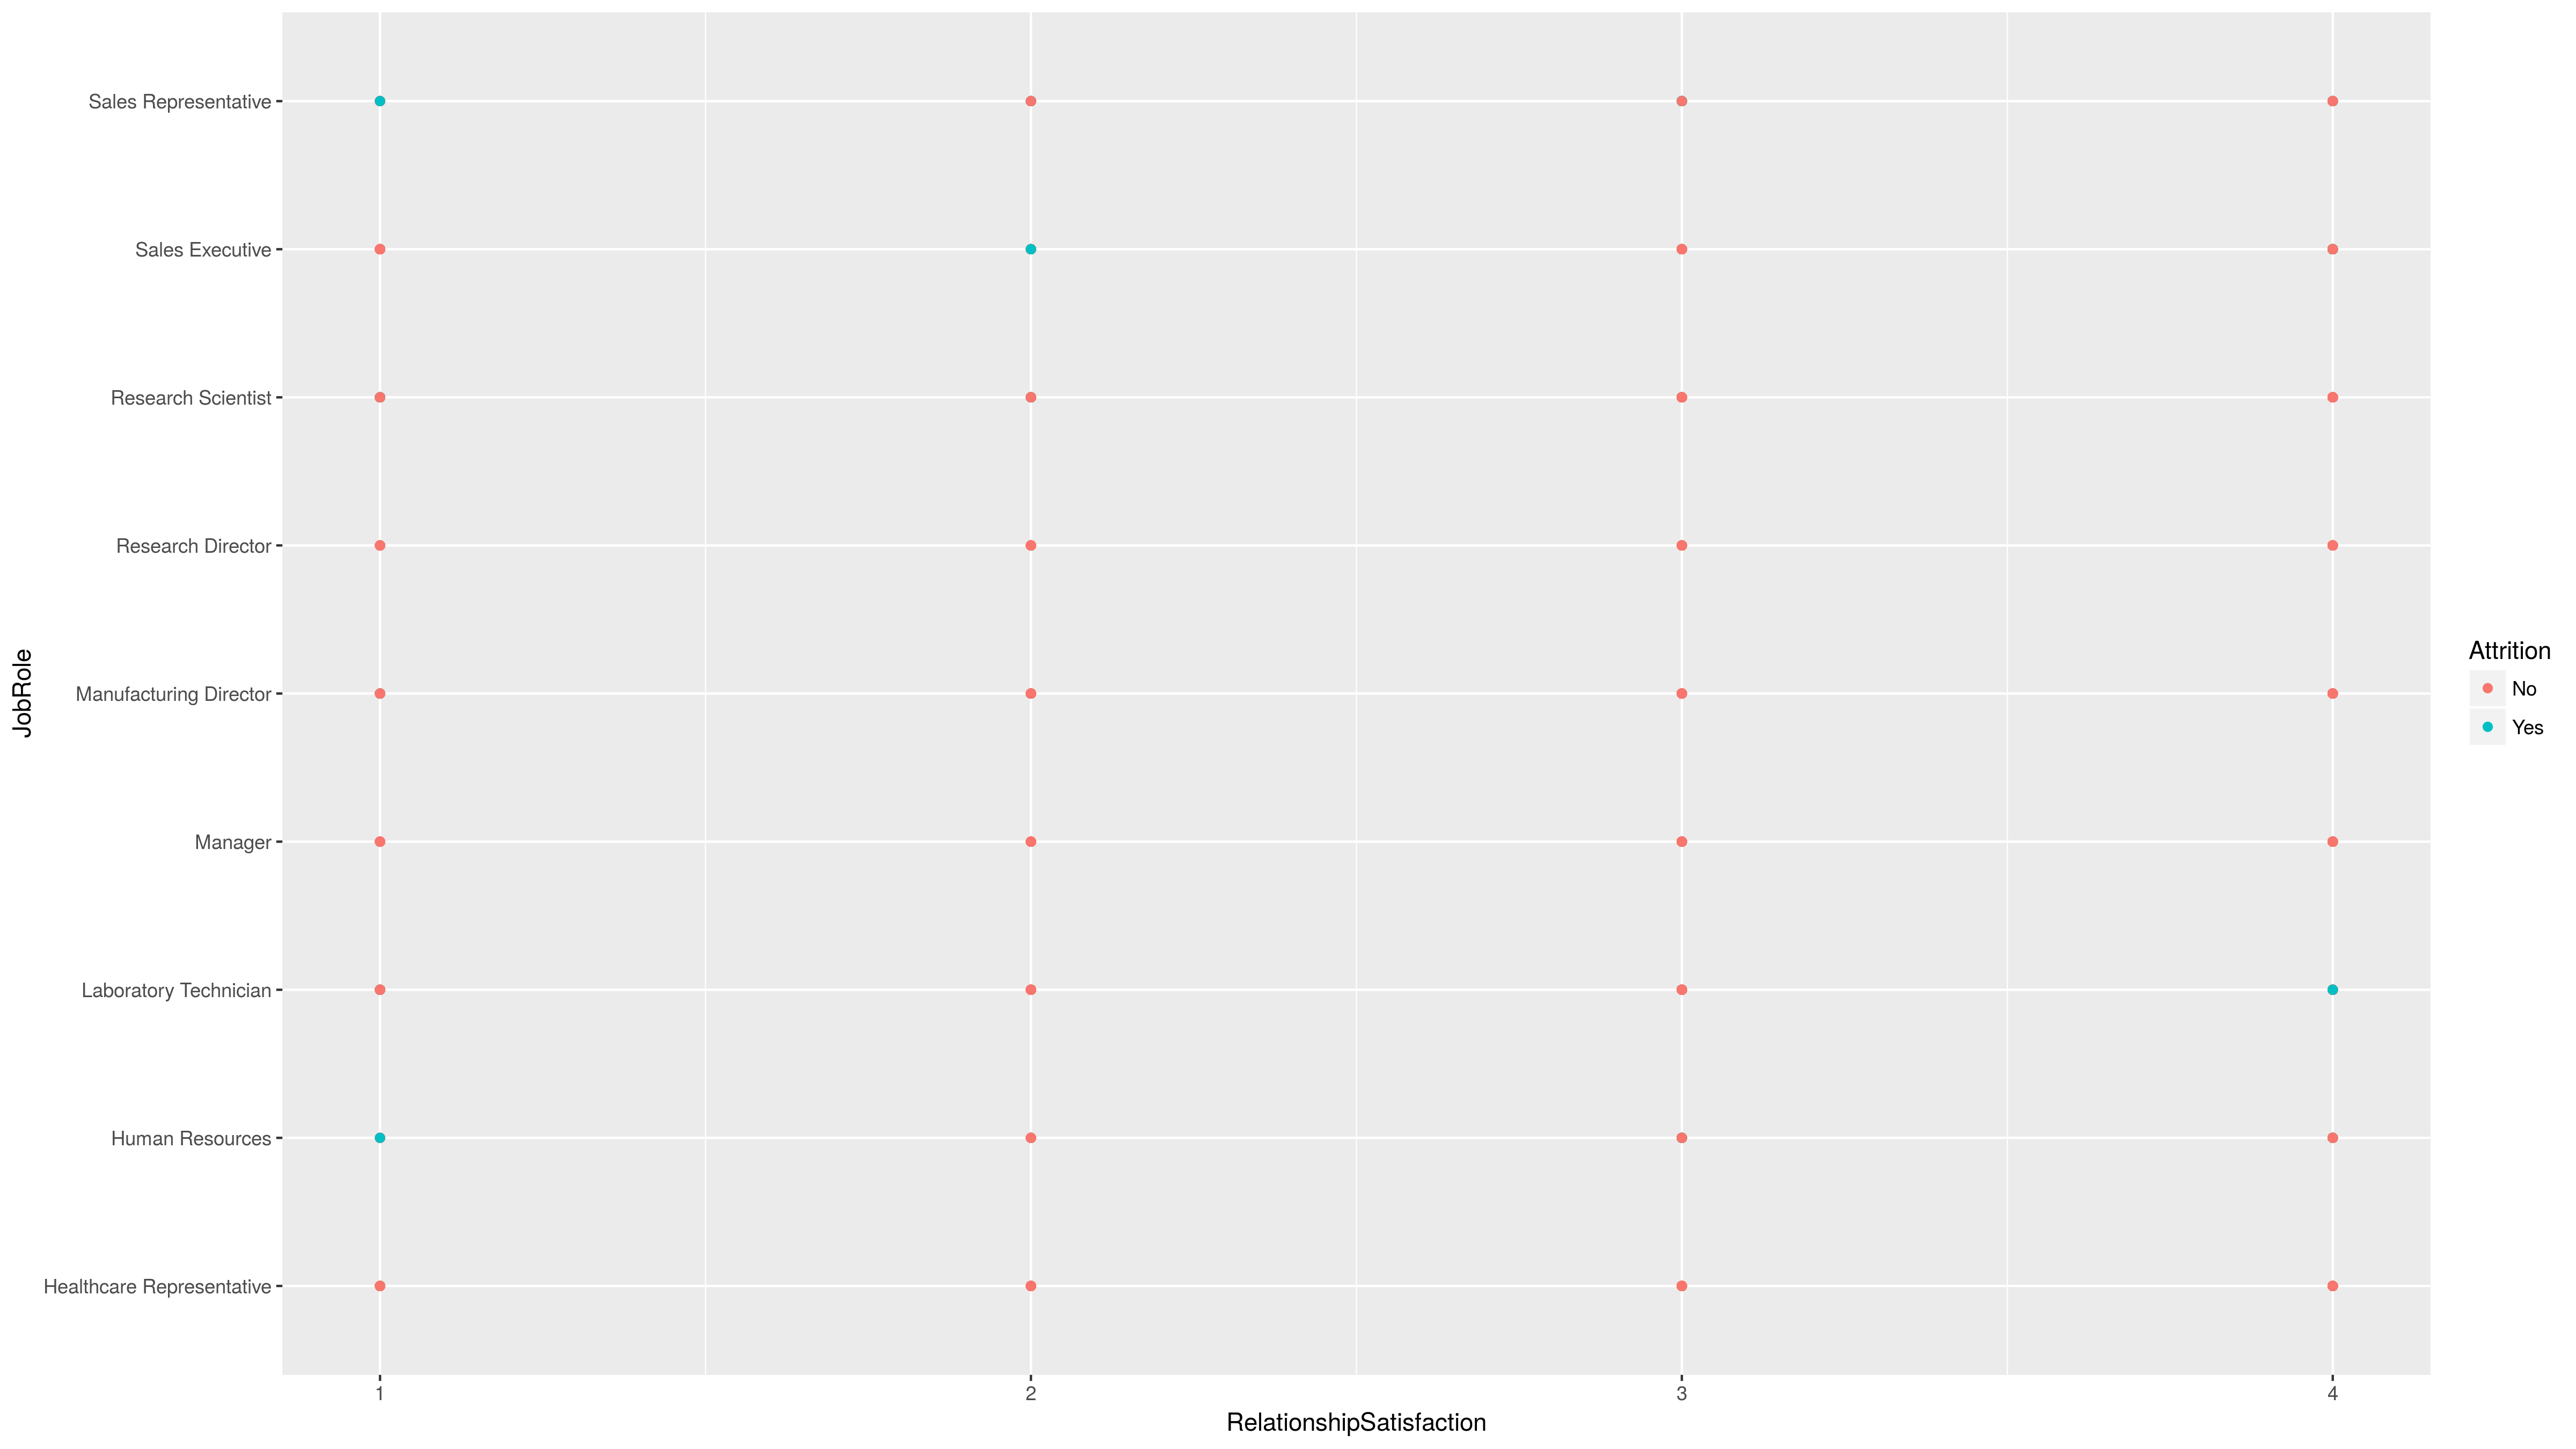 JobRole
Sales Representative
Sales Executive
Research Scientist
Research Director
Manufacturing Director
Manager
Laboratory Technician
Human Resources
Healthcare Representative
1 2 3 4
RelationshipSatisfaction
Attrition
No
Yes